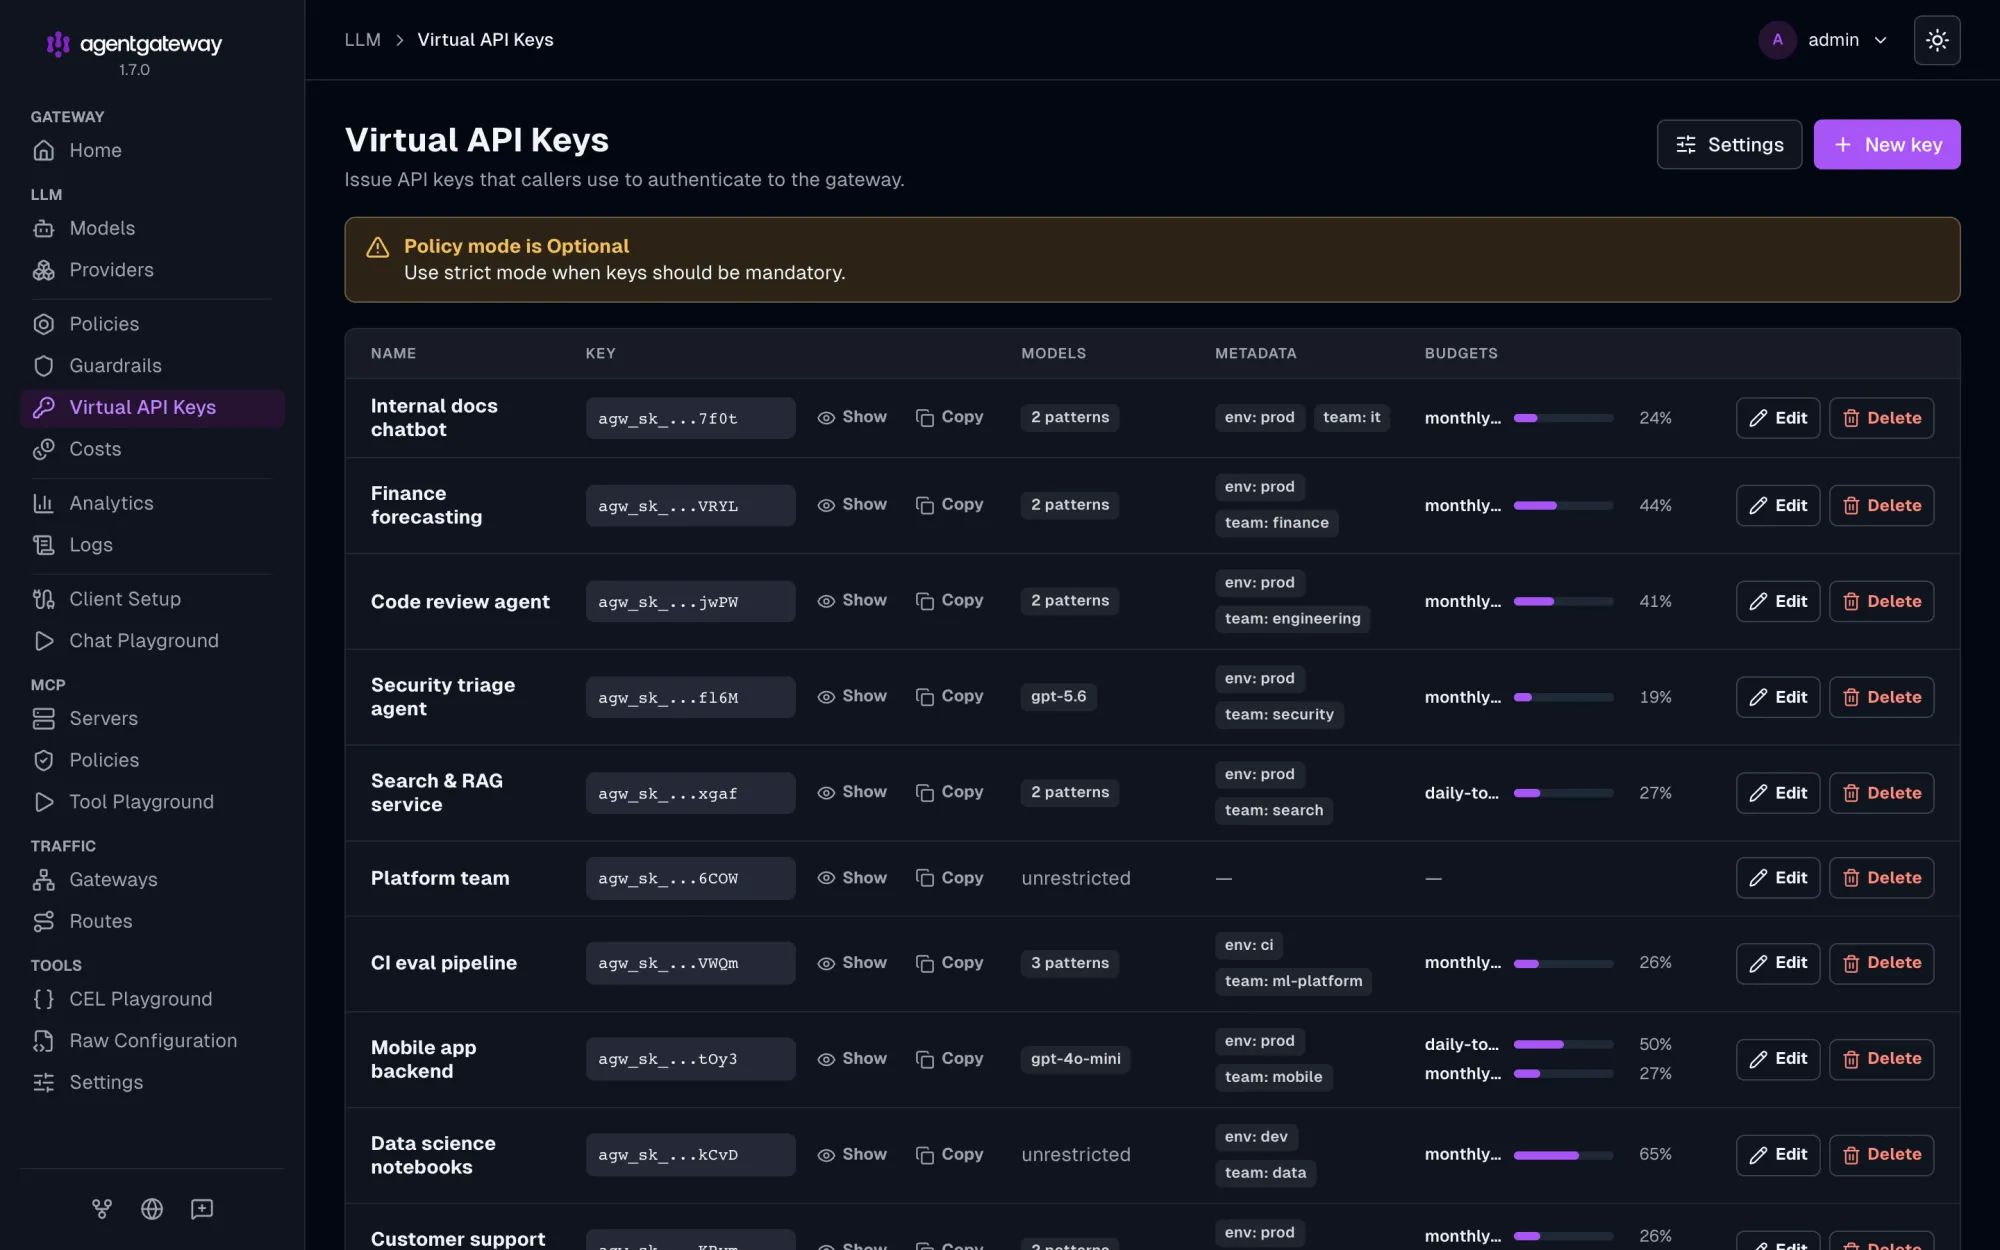 agentgateway
1.7.0
GATEWAY
Home
LLM
Models
Providers
Policies
Guardrails
Virtual API Keys
Costs
Analytics
Logs
Client Setup
Chat Playground
MCP
Servers
Policies
Tool Playground
TRAFFIC
Gateways
Routes
TOOLS
CEL Playground
Raw Configuration
Settings
LLM > Virtual API Keys
A admin
Virtual API Keys
Issue API keys that callers use to authenticate to the gateway.
Settings
+ New key
Policy mode is Optional
Use strict mode when keys should be mandatory.
NAME KEY MODELS METADATA BUDGETS
Internal docs
chatbot
agw_sk_...7f0t Show Copy 2 patterns env: prod team: it monthly... 24% Edit Delete
Finance
forecasting
agw_sk_...VRYL Show Copy 2 patterns env: prod
team: finance
monthly... 44% Edit Delete
Code review agent
agw_sk_...jwPW Show Copy 2 patterns env: prod
team: engineering
monthly... 41% Edit Delete
Security triage
agent
agw_sk_...fl6M Show Copy gpt-5.6 env: prod
team: security
monthly... 19% Edit Delete
Search & RAG
service
agw_sk_...xgaf Show Copy 2 patterns env: prod
team: search
daily-to... 27% Edit Delete
Platform team
agw_sk_...6COW Show Copy unrestricted — — Edit Delete
CI eval pipeline
agw_sk_...VWQm Show Copy 3 patterns env: ci
team: ml-platform
monthly... 26% Edit Delete
Mobile app
backend
agw_sk_...tOy3 Show Copy gpt-4o-mini env: prod
team: mobile
daily-to... 50%
monthly... 27%
Edit Delete
Data science
notebooks
agw_sk_...kCvD Show Copy unrestricted env: dev
team: data
monthly... 65% Edit Delete
Customer support
Show Copy 2 patterns env: prod
monthly... 26% Edit Delete